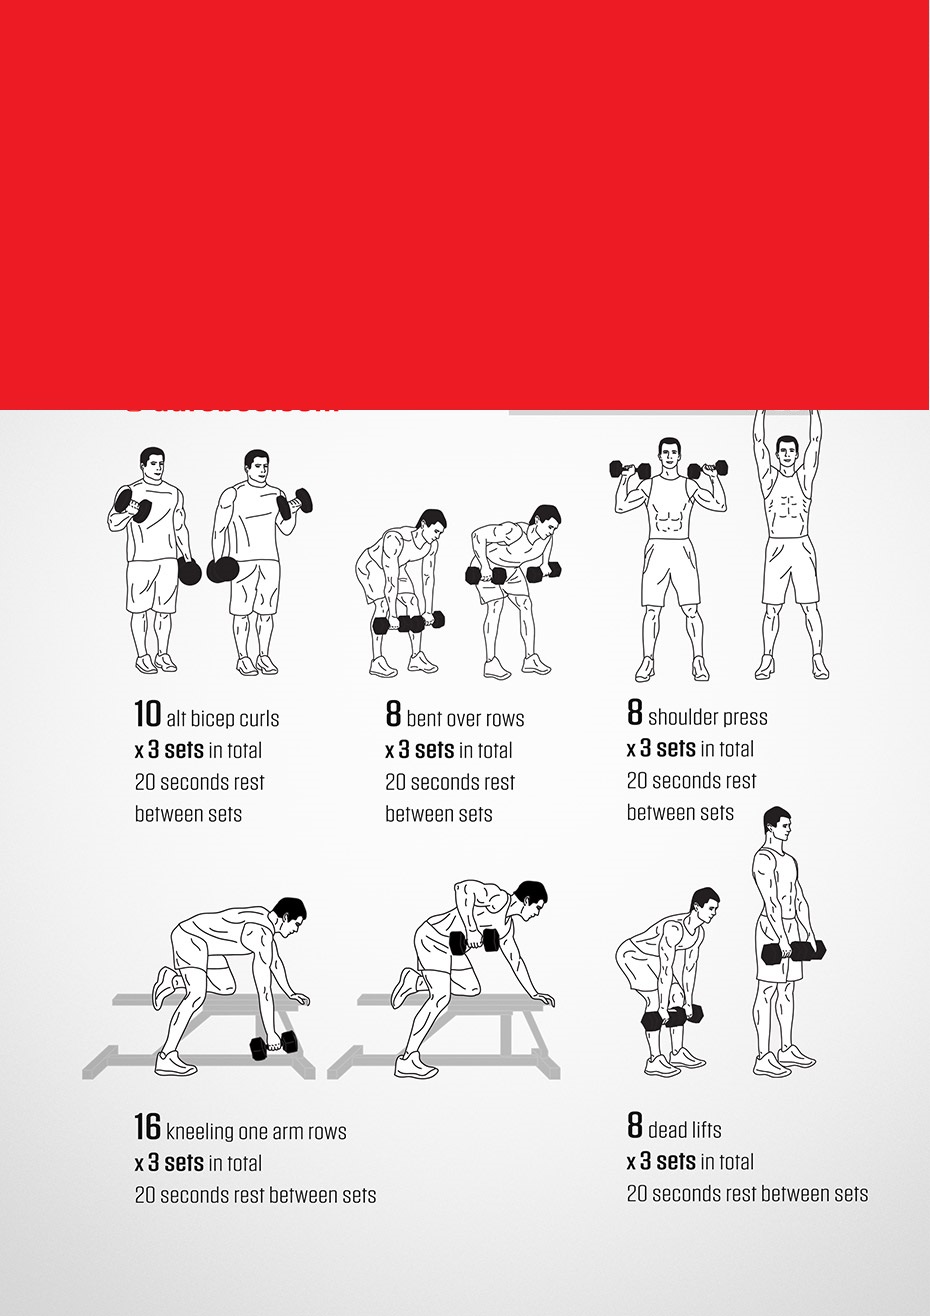 10 alt bicep curls
x 3 sets in total
20 seconds rest
between sets
8 bent over rows
x 3 sets in total
20 seconds rest
between sets
8 shoulder press
x 3 sets in total
20 seconds rest
between sets
16 kneeling one arm rows
x 3 sets in total
20 seconds rest between sets
8 dead lifts
x 3 sets in total
20 seconds rest between sets